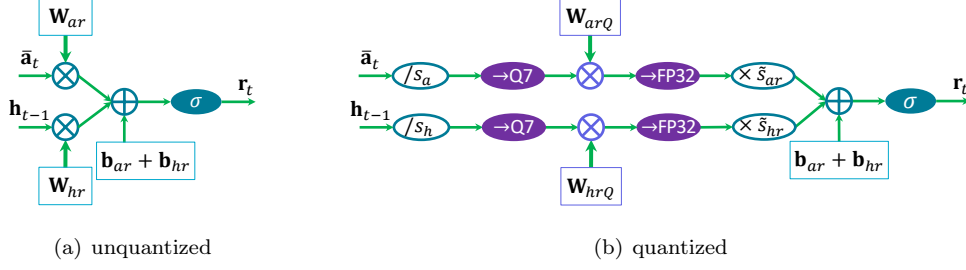 W_ar
ā_t
h_{t−1}
σ
r_t
b_ar + b_hr
W_hr
(a) unquantized
W_arQ
ā_t /s_a →Q7 →FP32 × s̃_ar
h_{t−1} /s_h →Q7 →FP32 × s̃_hr
σ
r_t
b_ar + b_hr
W_hrQ
(b) quantized